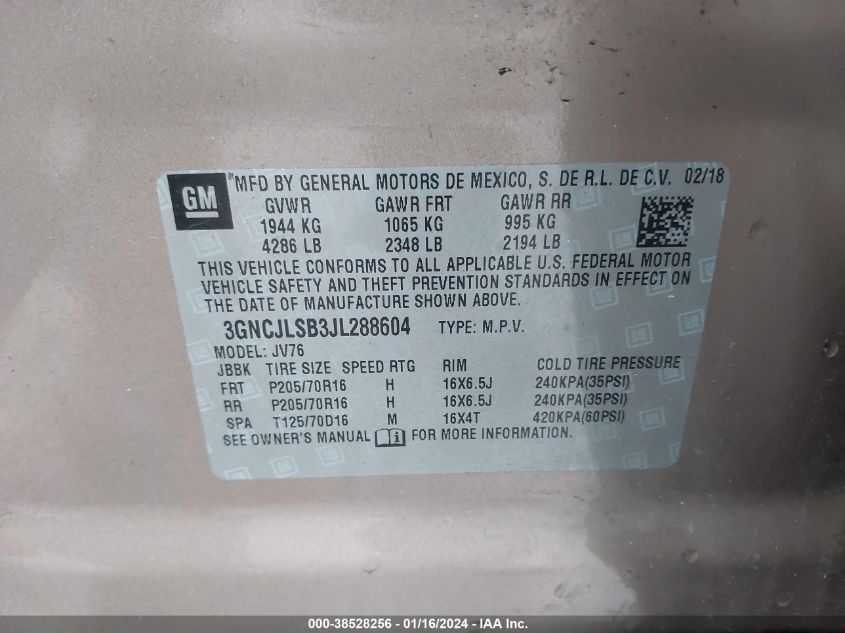 GM
MFD BY GENERAL MOTORS DE MEXICO, S. DE R.L. DE C.V. 02/18
GVWR GAWR FRT GAWR RR
1944 KG 1065 KG 995 KG
4286 LB 2348 LB 2194 LB
THIS VEHICLE CONFORMS TO ALL APPLICABLE U.S. FEDERAL MOTOR
VEHICLE SAFETY AND THEFT PREVENTION STANDARDS IN EFFECT ON
THE DATE OF MANUFACTURE SHOWN ABOVE.
3GNCJLSB3JL288604 TYPE: M.P.V.
MODEL: JV76
JBBK TIRE SIZE SPEED RTG RIM COLD TIRE PRESSURE
FRT P205/70R16 H 16X6.5J 240KPA(35PSI)
RR P205/70R16 H 16X6.5J 240KPA(35PSI)
SPA T125/70D16 M 16X4T 420KPA(60PSI)
SEE OWNER'S MANUAL i FOR MORE INFORMATION.
000-38528256 - 01/16/2024 - IAA Inc.